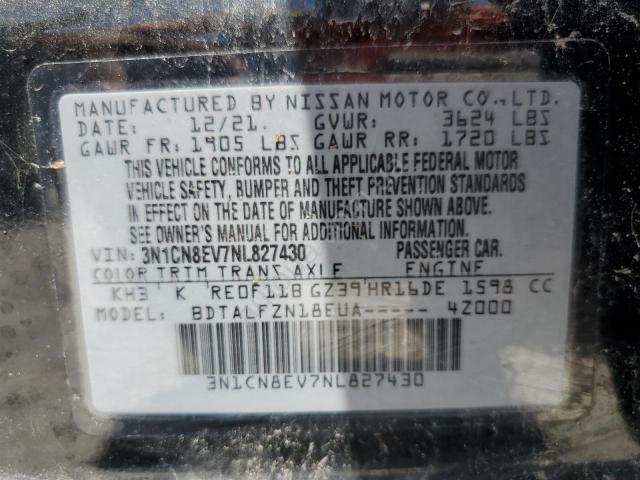 MANUFACTURED BY NISSAN MOTOR CO., LTD.
DATE: 12/21. GVWR: 3624 LBS
GAWR FR: 1905 LBS GAWR RR: 1720 LBS
THIS VEHICLE CONFORMS TO ALL APPLICABLE FEDERAL MOTOR
VEHICLE SAFETY, BUMPER AND THEFT PREVENTION STANDARDS
IN EFFECT ON THE DATE OF MANUFACTURE SHOWN ABOVE.
SEE OWNER'S MANUAL FOR ADDITIONAL INFORMATION.
VIN: 3N1CN8EV7NL827430 PASSENGER CAR.
COLOR TRIM TRANS AXLE ENGINE
KH3 K RE0F11B GZ39 HR16DE 1598 CC
MODEL: BDTALFZN18EUA----- 4Z000
3N1CN8EV7NL827430